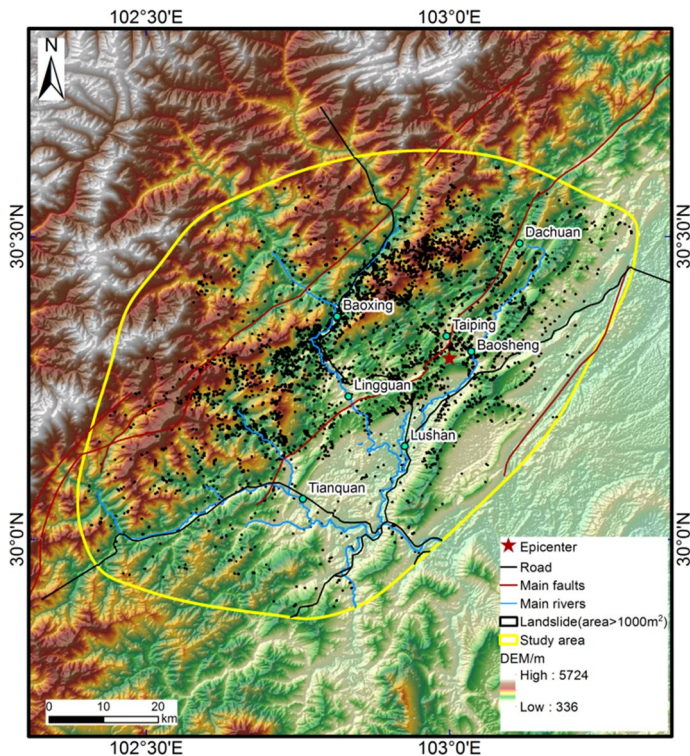 102°30'E 103°0'E
N
30°30'N 30°30'N
Dachuan
Baoxing
Taiping
Baosheng
Lingguan
Lushan
Tianquan
30°0'N 30°0'N
Epicenter
Road
Main faults
Main rivers
Landslide(area>1000m²)
Study area
DEM/m
High : 5724
Low : 336
0 10 20
km
102°30'E 103°0'E